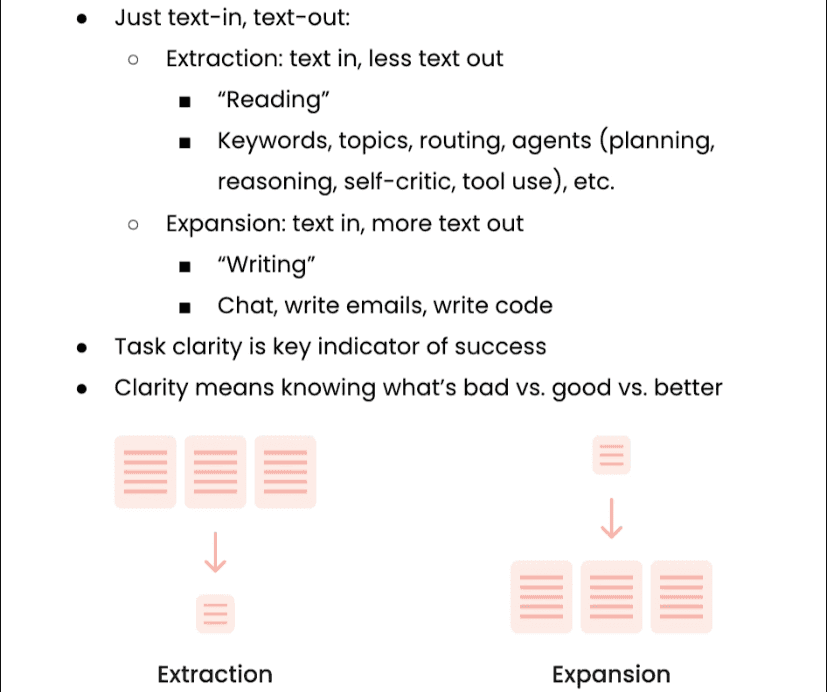 ● Just text-in, text-out:
○ Extraction: text in, less text out
■ “Reading”
■ Keywords, topics, routing, agents (planning,
reasoning, self-critic, tool use), etc.
○ Expansion: text in, more text out
■ “Writing”
■ Chat, write emails, write code
● Task clarity is key indicator of success
● Clarity means knowing what’s bad vs. good vs. better
Extraction
Expansion